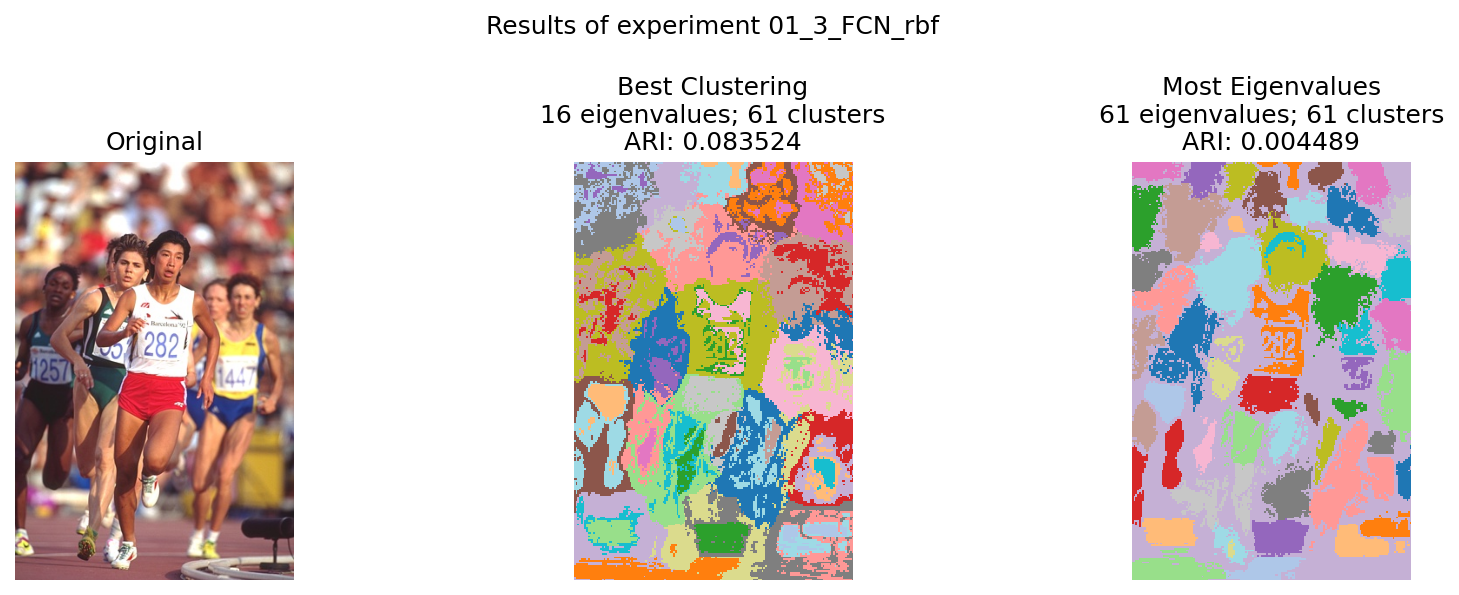 Results of experiment 01_3_FCN_rbf
Original
Best Clustering
16 eigenvalues; 61 clusters
ARI: 0.083524
Most Eigenvalues
61 eigenvalues; 61 clusters
ARI: 0.004489
Barcelona'92
282
1257
1447